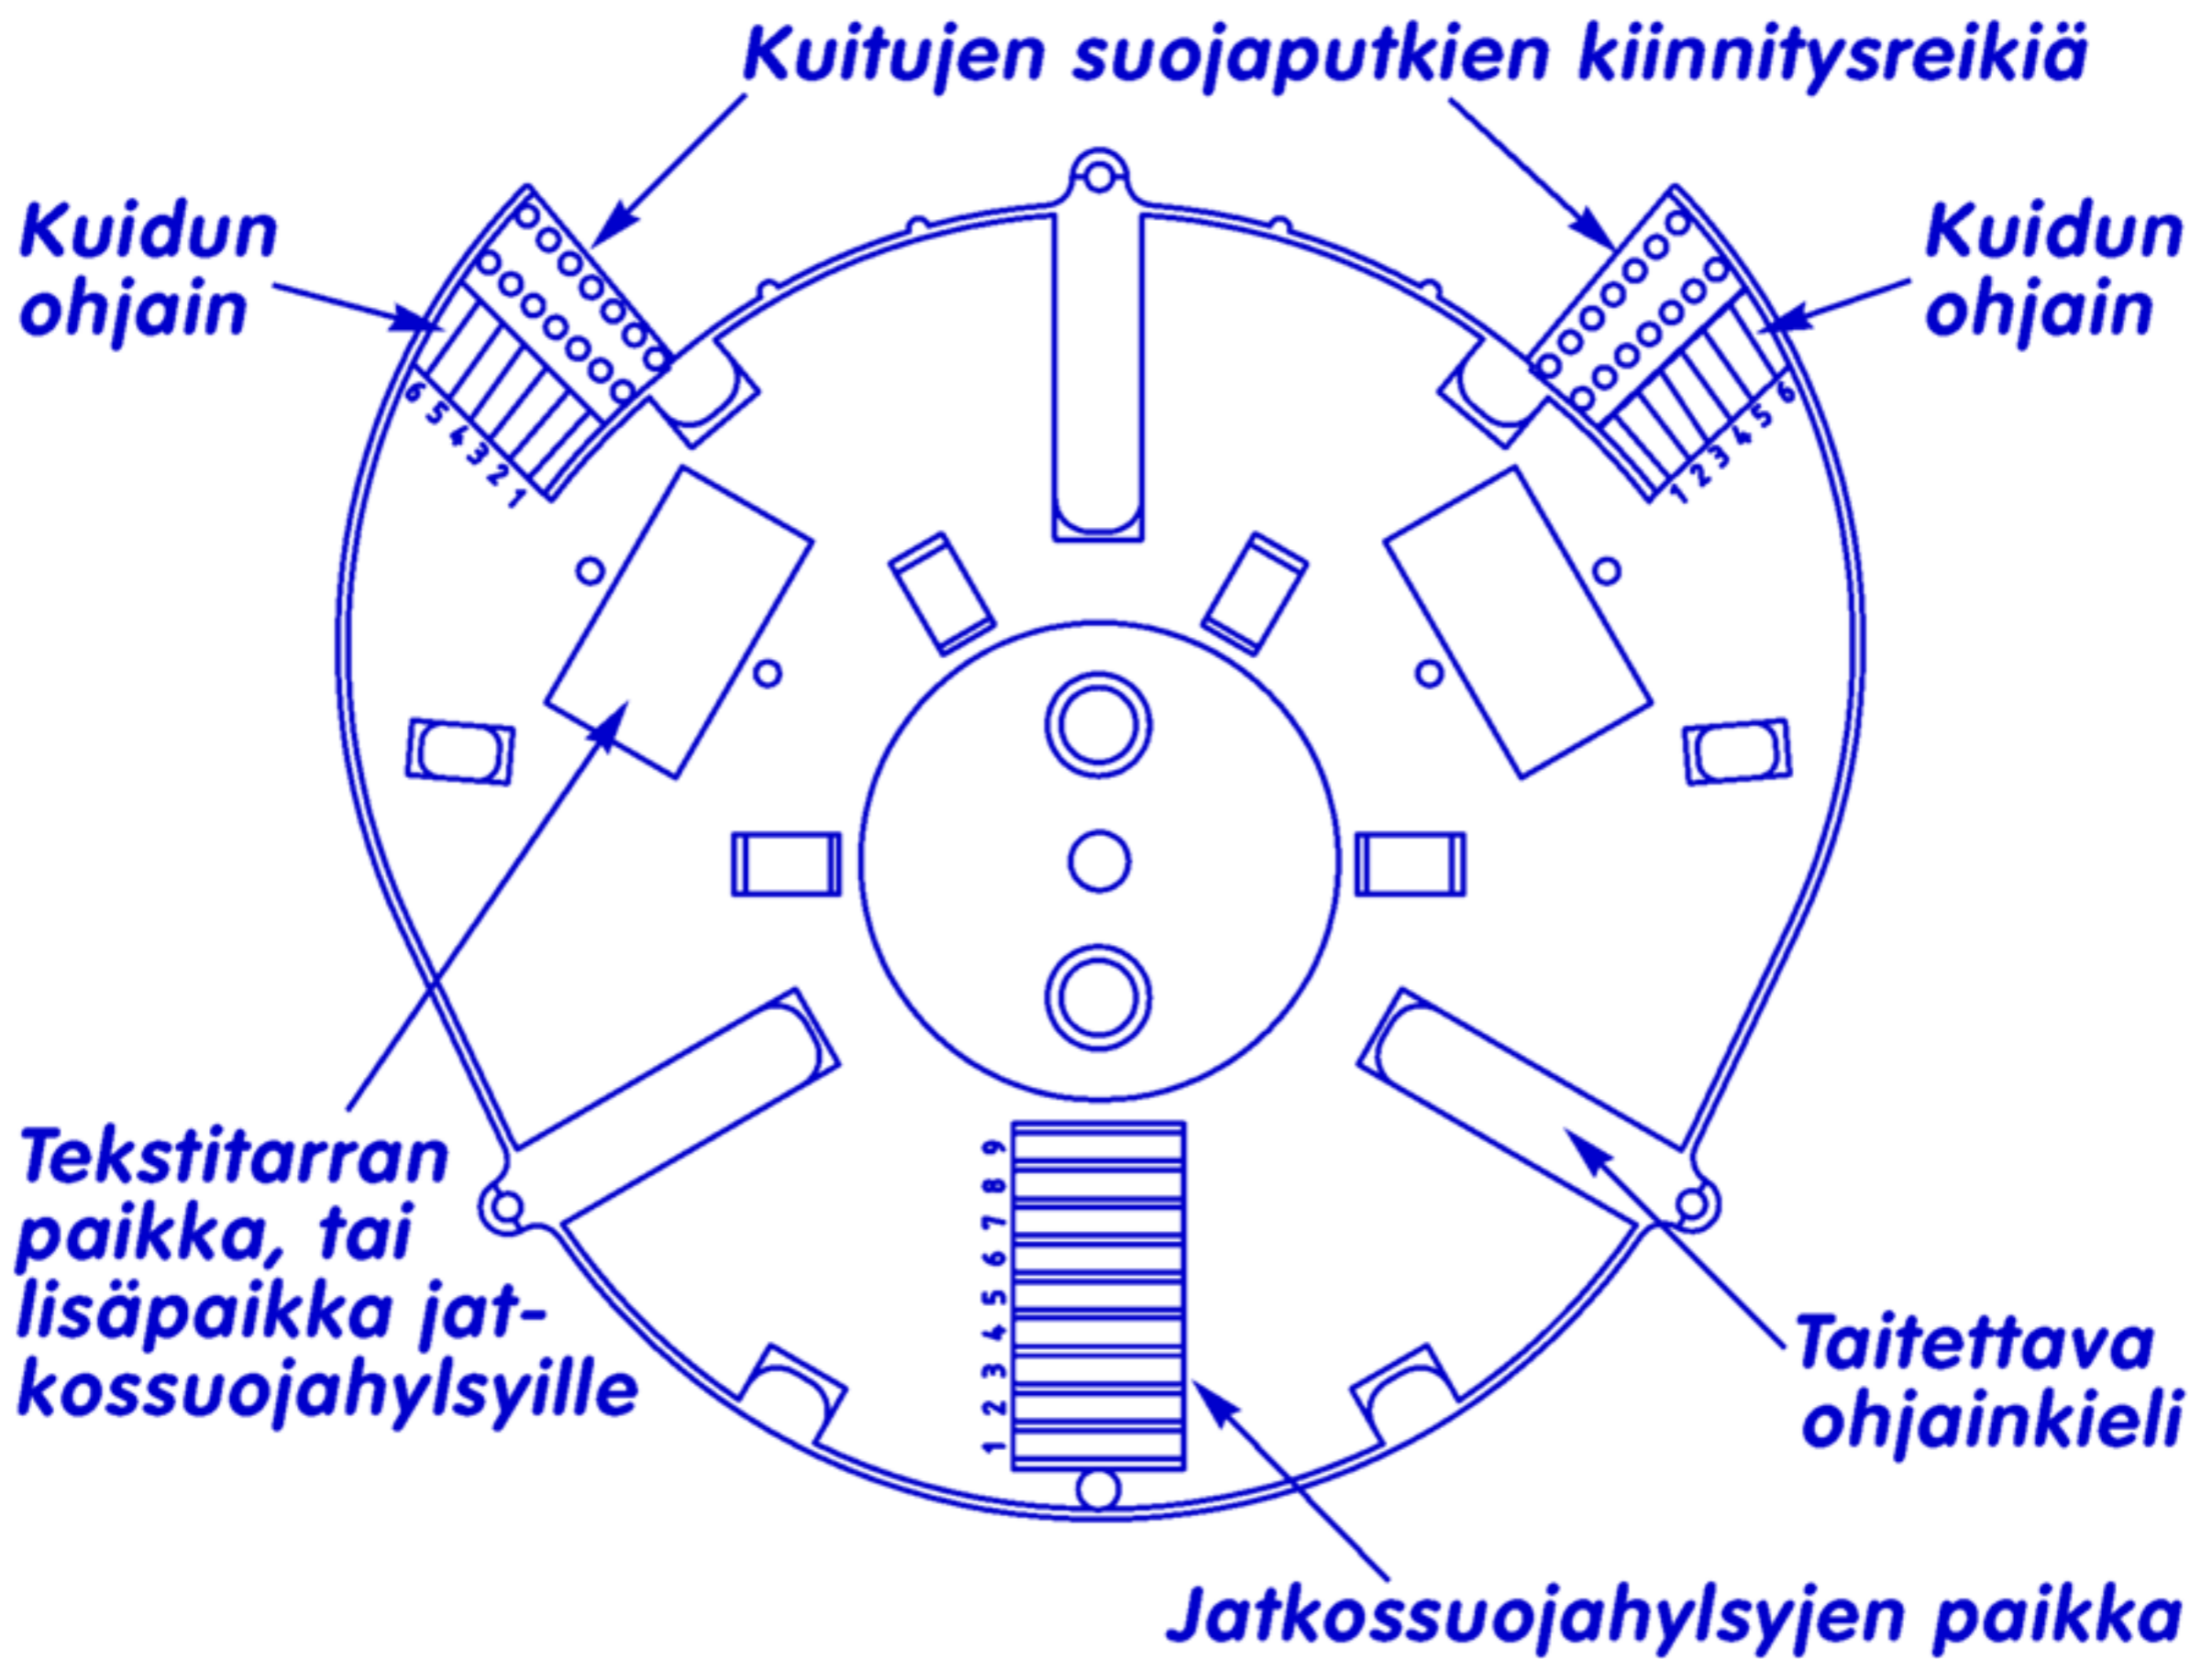 Kuitujen suojaputkien kiinnitysreikiä
Kuidun
ohjain
Kuidun
ohjain
6 5 4 3 2 1
1 2 3 4 5 6
Tekstitarran
paikka, tai
lisäpaikka jat-
kossuojahylsyille
9
8
7
6
5
4
3
2
1
Taitettava
ohjainkieli
Jatkossuojahylsyjen paikka